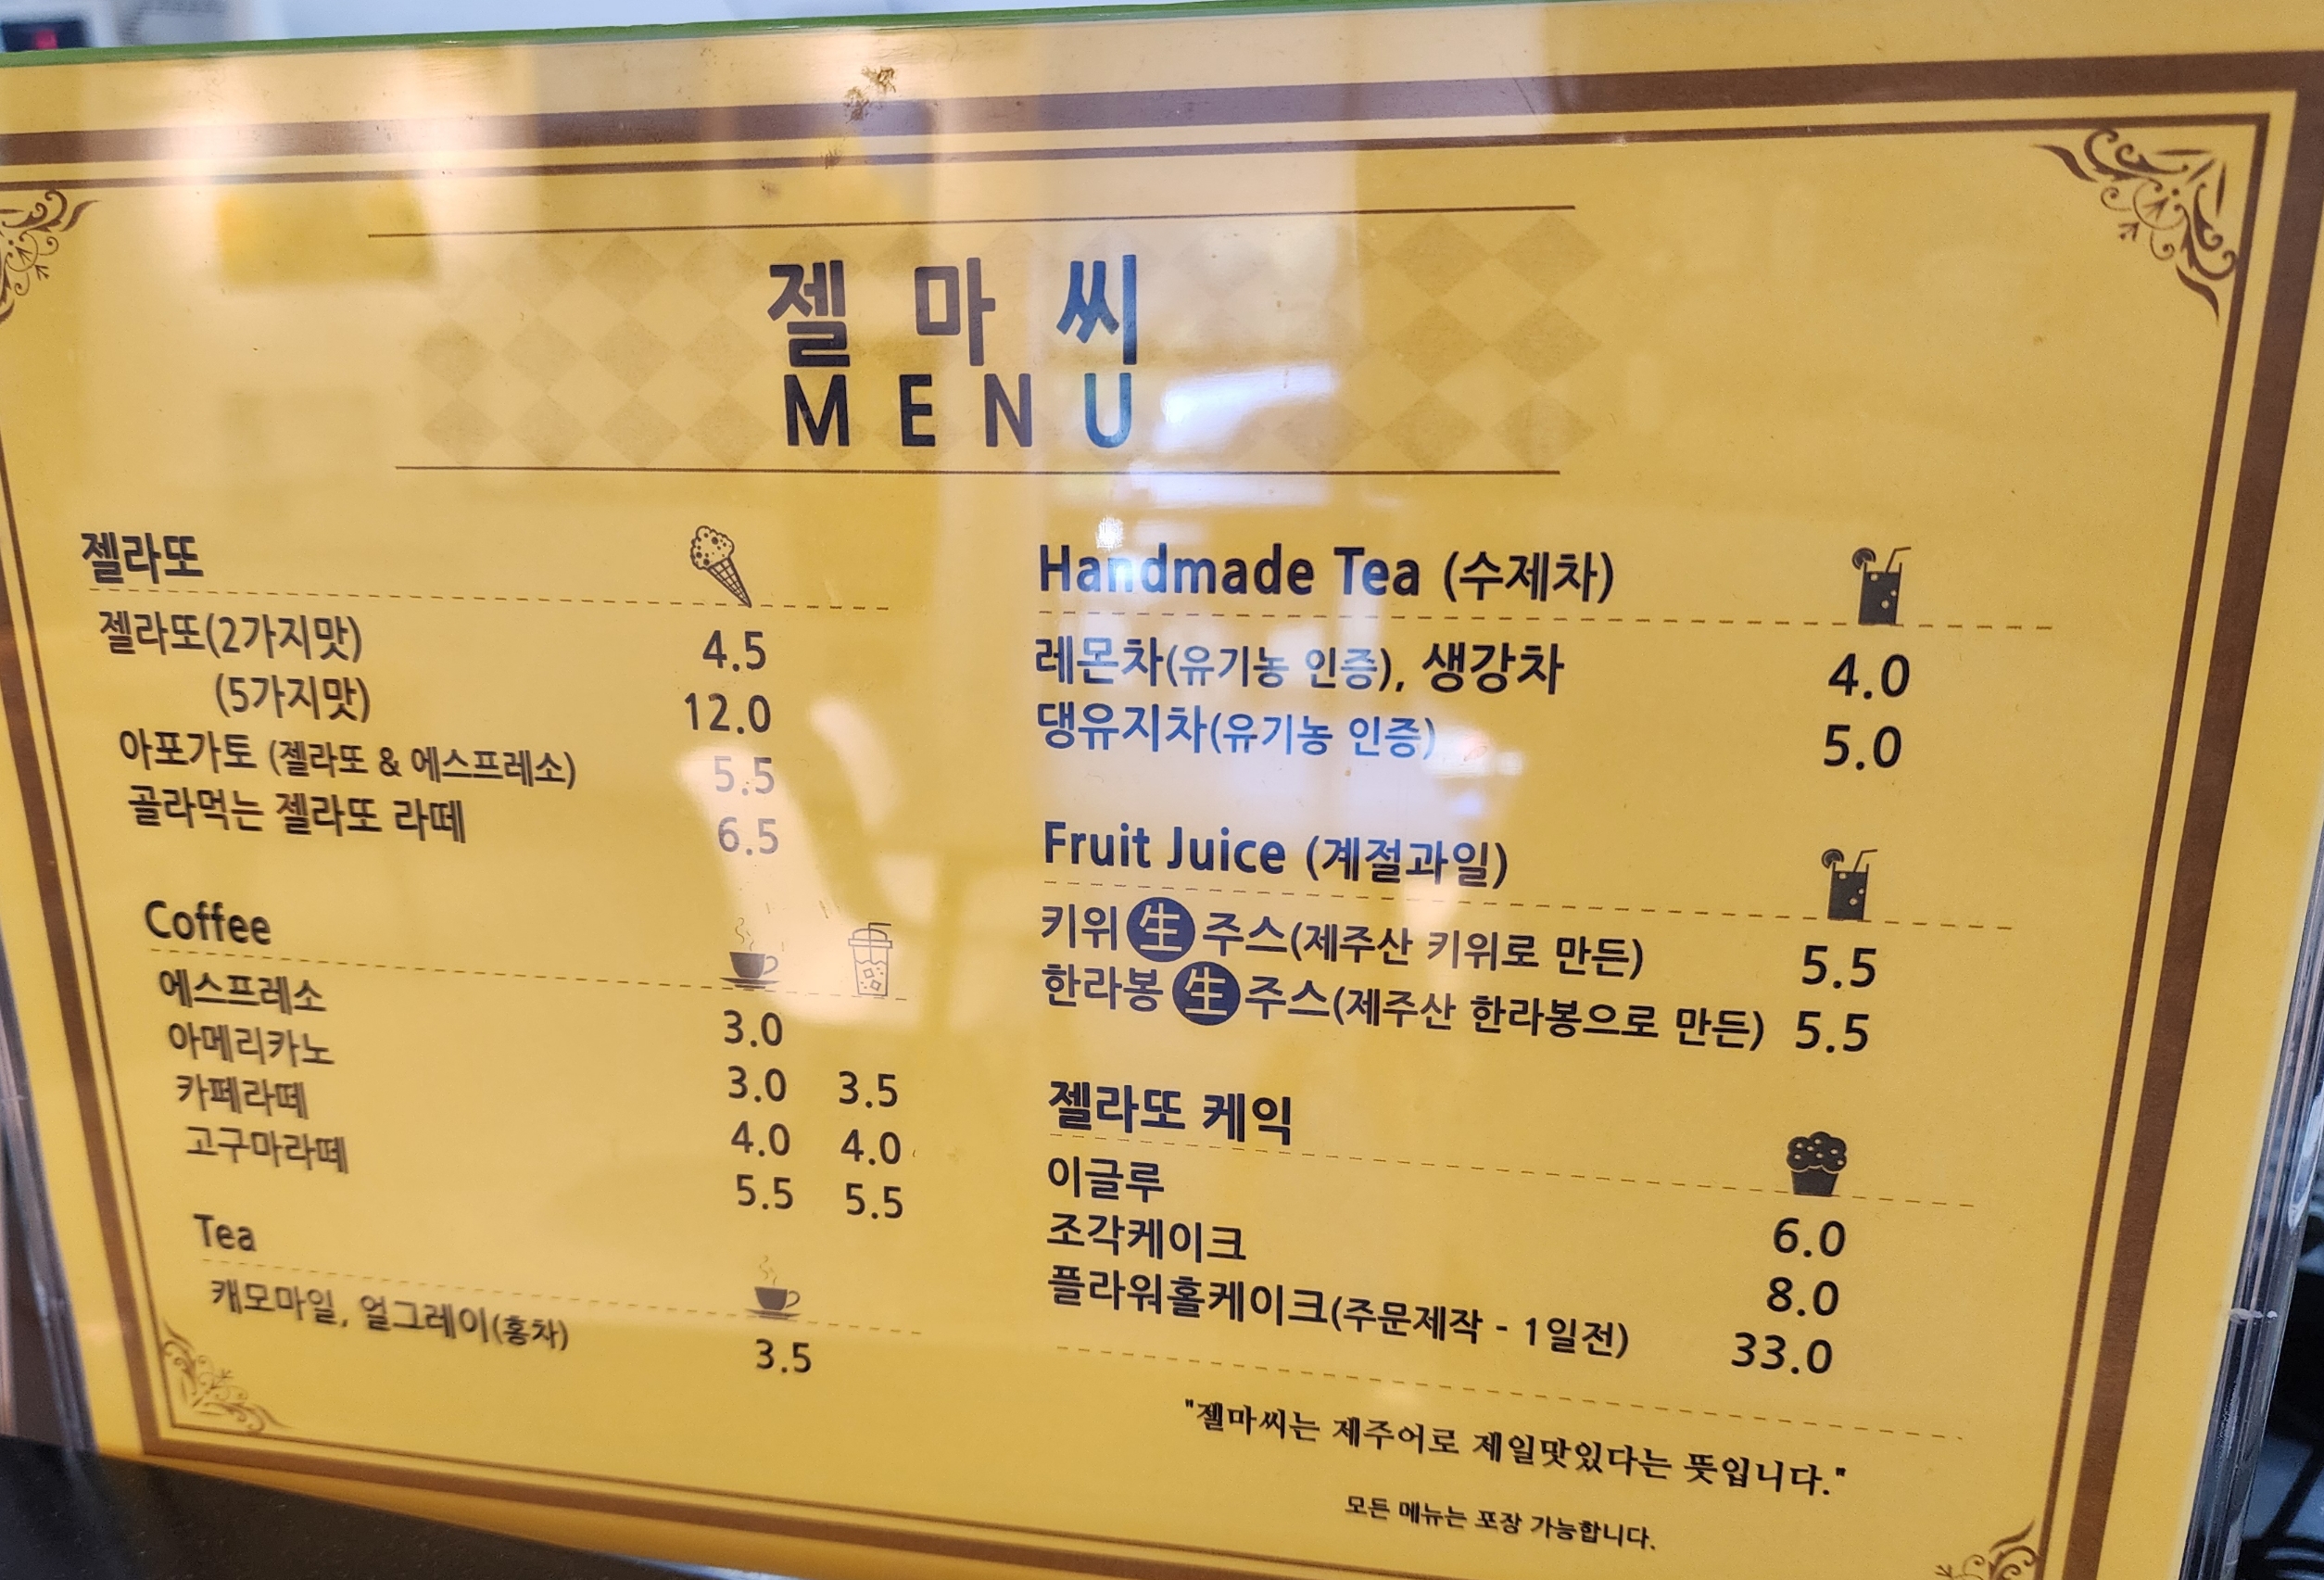 젤마씨
MENU
젤라또
젤라또(2가지맛) 4.5
(5가지맛) 12.0
아포가토 (젤라또 & 에스프레소) 5.5
골라먹는 젤라또 라떼 6.5
Coffee
에스프레소 3.0
아메리카노 3.0 3.5
카페라떼 4.0 4.0
고구마라떼 5.5 5.5
Tea
캐모마일, 얼그레이(홍차) 3.5
Handmade Tea (수제차)
레몬차(유기농 인증), 생강차 4.0
댕유지차(유기농 인증) 5.0
Fruit Juice (계절과일)
키위 生 주스(제주산 키위로 만든) 5.5
한라봉 生 주스(제주산 한라봉으로 만든) 5.5
젤라또 케익
이글루 6.0
조각케이크 8.0
플라워홀케이크(주문제작 - 1일전) 33.0
"젤마씨는 제주어로 제일맛있다는 뜻입니다."
모든 메뉴는 포장 가능합니다.